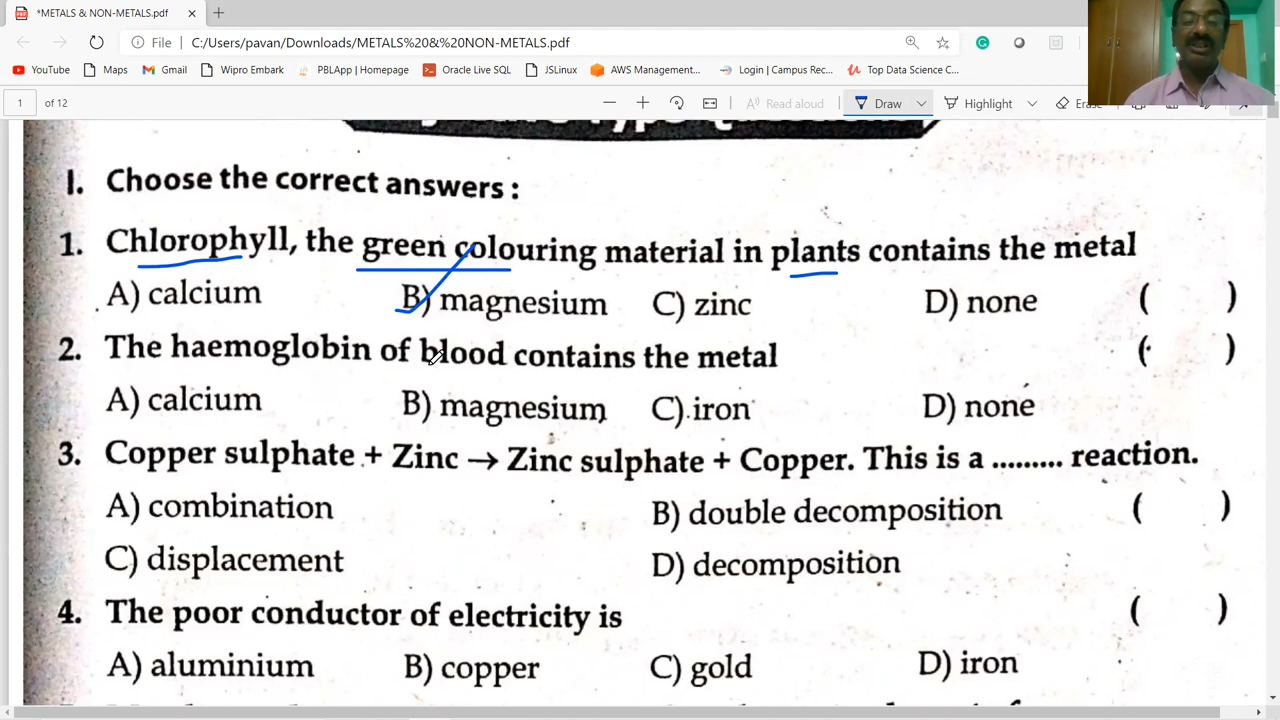 *METALS & NON-METALS.pdf
File C:/Users/pavan/Downloads/METALS%20&%20NON-METALS.pdf
YouTube Maps Gmail Wipro Embark PBLApp | Homepage Oracle Live SQL JSLinux AWS Management... Login | Campus Rec... Top Data Science C...
1 of 12 Read aloud Draw Highlight
I. Choose the correct answers :
1. Chlorophyll, the green colouring material in plants contains the metal
A) calcium B) magnesium C) zinc D) none ( )
2. The haemoglobin of blood contains the metal ( )
A) calcium B) magnesium C) iron D) none
3. Copper sulphate + Zinc → Zinc sulphate + Copper. This is a ......... reaction.
A) combination B) double decomposition ( )
C) displacement D) decomposition
4. The poor conductor of electricity is ( )
A) aluminium B) copper C) gold D) iron